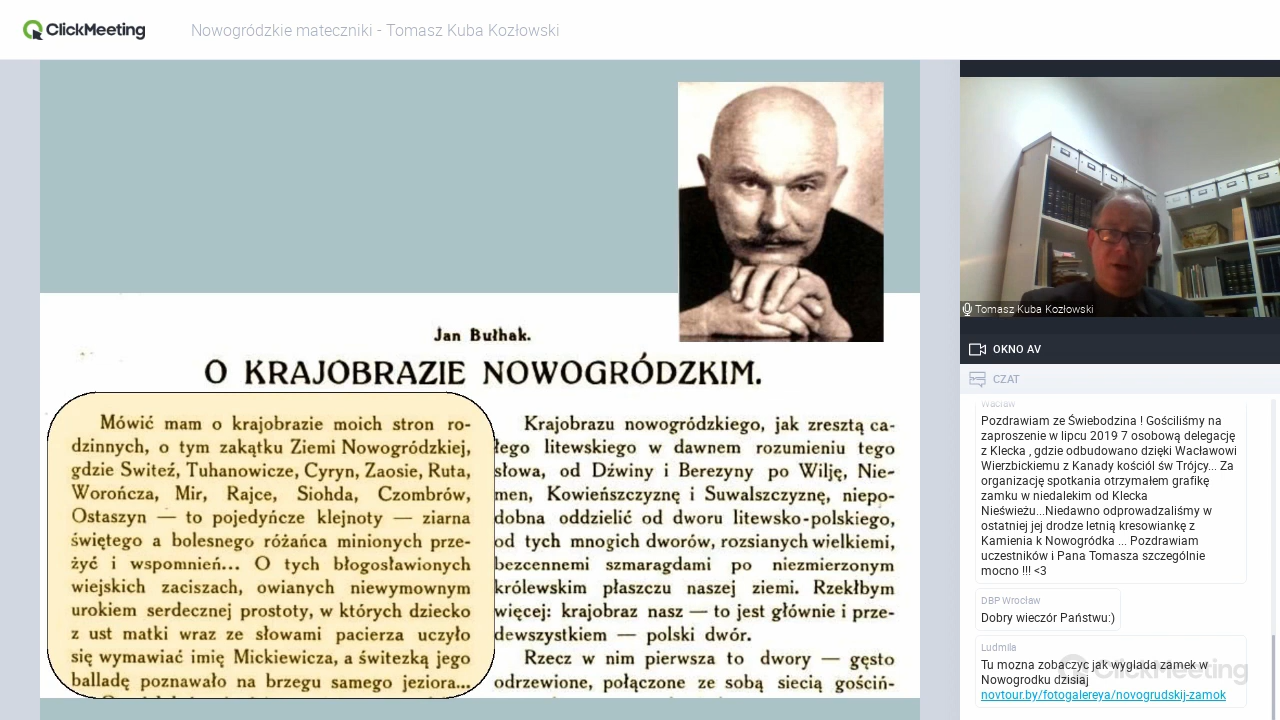 ClickMeeting
Nowogródzkie mateczniki - Tomasz Kuba Kozłowski
Jan Bułhak.
O KRAJOBRAZIE NOWOGRÓDZKIM.
Mówić mam o krajobrazie moich stron ro-
dzinnych, o tym zakątku Ziemi Nowogródzkiej,
gdzie Switeź, Tuhanowicze, Cyryn, Zaosie, Ruta,
Worończa, Mir, Rajce, Siohda, Czombrów,
Ostaszyn — to pojedyńcze klejnoty — ziarna
świętego a bolesnego różańca minionych prze-
żyć i wspomnień... O tych błogosławionych
wiejskich zaciszach, owianych niewymownym
urokiem serdecznej prostoty, w których dziecko
z ust matki wraz ze słowami pacierza uczyło
się wymawiać imię Mickiewicza, a świtezką jego
balladę poznawało na brzegu samego jeziora...
Krajobrazu nowogródzkiego, jak zresztą ca-
łego litewskiego w dawnem rozumieniu tego
słowa, od Dźwiny i Berezyny po Wilję, Nie-
men, Kowieńszczyznę i Suwalszczyznę, niepo-
dobna oddzielić od dworu litewsko-polskiego,
od tych mnogich dworów, rozsianych wielkiemi,
bezcennemi szmaragdami po niezmierzonym
królewskim płaszczu naszej ziemi. Rzekłbym
więcej: krajobraz nasz — to jest głównie i prze-
dewszystkiem — polski dwór.
Rzecz w nim pierwsza to dwory — gęsto
odrzewione, połączone ze sobą siecią gościń-
Tomasz Kuba Kozłowski
OKNO AV
CZAT
Wacław
Pozdrawiam ze Świebodzina ! Gościliśmy na
zaproszenie w lipcu 2019 7 osobową delegację
z Klecka , gdzie odbudowano dzięki Wacławowi
Wierzbickiemu z Kanady kościól św Trójcy... Za
organizację spotkania otrzymałem grafikę
zamku w niedalekim od Klecka
Nieświeżu...Niedawno odprowadzaliśmy w
ostatniej jej drodze letnią kresowiankę z
Kamienia k Nowogródka ... Pozdrawiam
uczestników i Pana Tomasza szczególnie
mocno !!! <3
DBP Wrocław
Dobry wieczór Państwu:)
Ludmila
Tu mozna zobaczyc jak wyglada zamek w
Nowogrodku dzisiaj
novtour.by/fotogalereya/novogrudskij-zamok
ClickMeeting